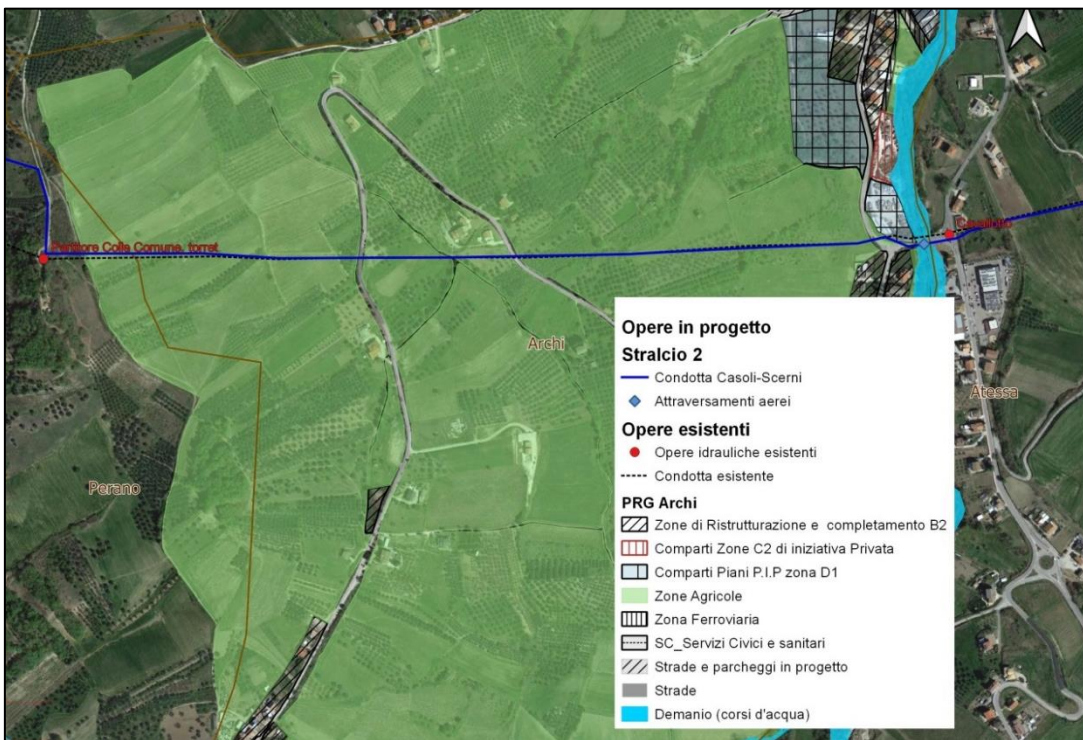 Partitore Colle Comune, torret
Cavallotto
Archi
Atessa
Perano
Opere in progetto
Stralcio 2
Condotta Casoli-Scerni
Attraversamenti aerei
Opere esistenti
Opere idrauliche esistenti
Condotta esistente
PRG Archi
Zone di Ristrutturazione e completamento B2
Comparti Zone C2 di iniziativa Privata
Comparti Piani P.I.P zona D1
Zone Agricole
Zona Ferroviaria
SC_Servizi Civici e sanitari
Strade e parcheggi in progetto
Strade
Demanio (corsi d'acqua)